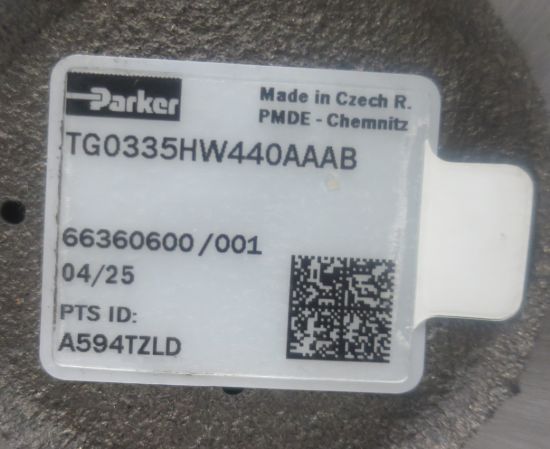 Parker
Made in Czech R.
PMDE - Chemnitz
TG0335HW440AAAB
66360600 /001
04/25
PTS ID:
A594TZLD